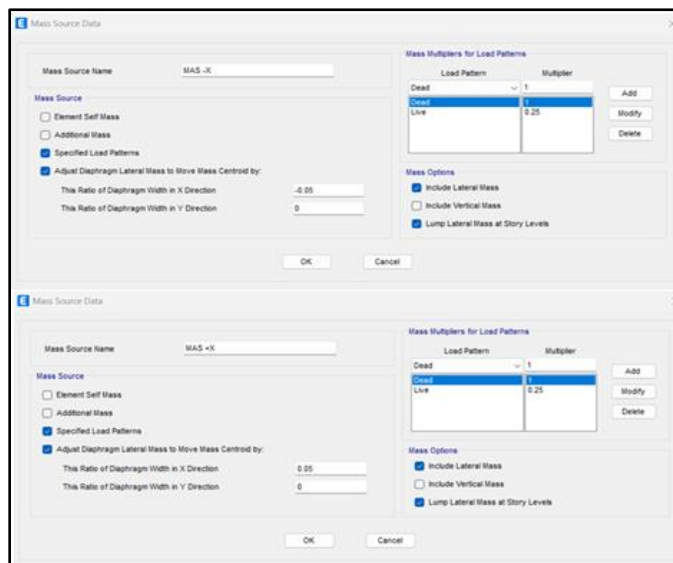 E Mass Source Data
Mass Source Name MAS -X
Mass Source
Element Self Mass
Additional Mass
Specified Load Patterns
Adjust Diaphragm Lateral Mass to Move Mass Centroid by:
This Ratio of Diaphragm Width in X Direction -0.05
This Ratio of Diaphragm Width in Y Direction 0
Mass Multipliers for Load Patterns
Load Pattern Multiplier
Dead 1
Dead 1
Live 0.25
Add
Modify
Delete
Mass Options
Include Lateral Mass
Include Vertical Mass
Lump Lateral Mass at Story Levels
OK Cancel
E Mass Source Data
Mass Source Name MAS +X
Mass Source
Element Self Mass
Additional Mass
Specified Load Patterns
Adjust Diaphragm Lateral Mass to Move Mass Centroid by:
This Ratio of Diaphragm Width in X Direction 0.05
This Ratio of Diaphragm Width in Y Direction 0
Mass Multipliers for Load Patterns
Load Pattern Multiplier
Dead 1
Dead 1
Live 0.25
Add
Modify
Delete
Mass Options
Include Lateral Mass
Include Vertical Mass
Lump Lateral Mass at Story Levels
OK Cancel